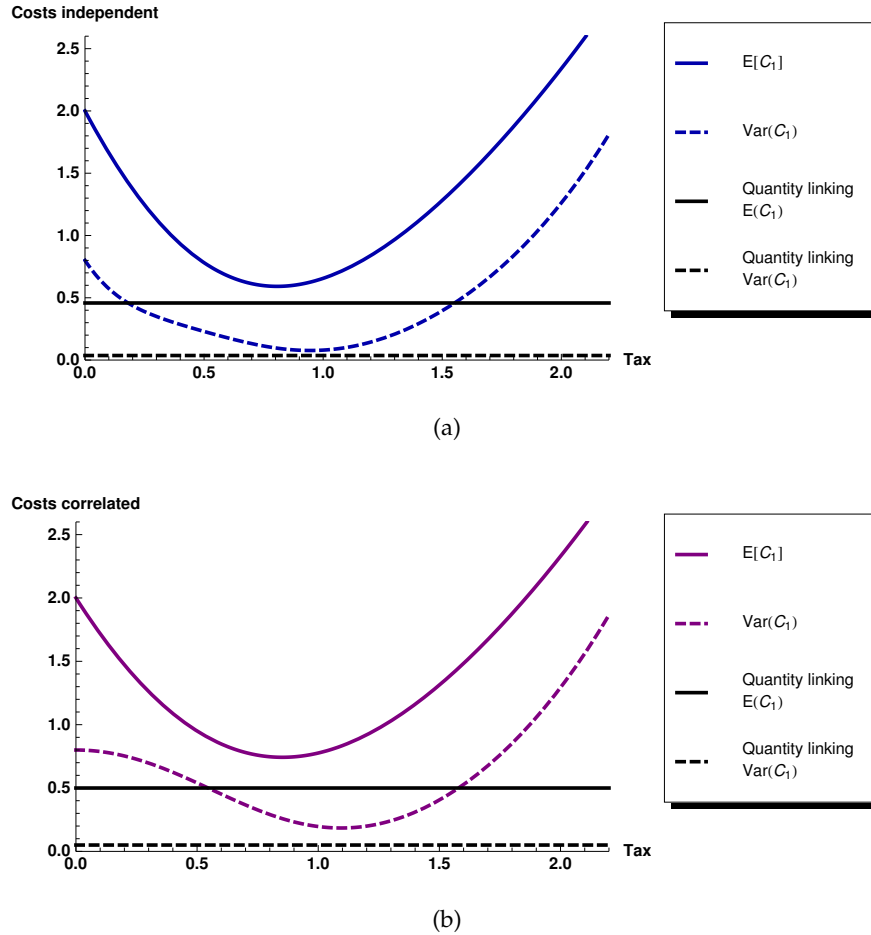 Costs independent
2.5
2.0
1.5
1.0
0.5
0.0
0.0 0.5 1.0 1.5 2.0
Tax
E[C₁]
Var(C₁)
Quantity linking
E(C₁)
Quantity linking
Var(C₁)
(a)
Costs correlated
2.5
2.0
1.5
1.0
0.5
0.0
0.0 0.5 1.0 1.5 2.0
Tax
E[C₁]
Var(C₁)
Quantity linking
E(C₁)
Quantity linking
Var(C₁)
(b)